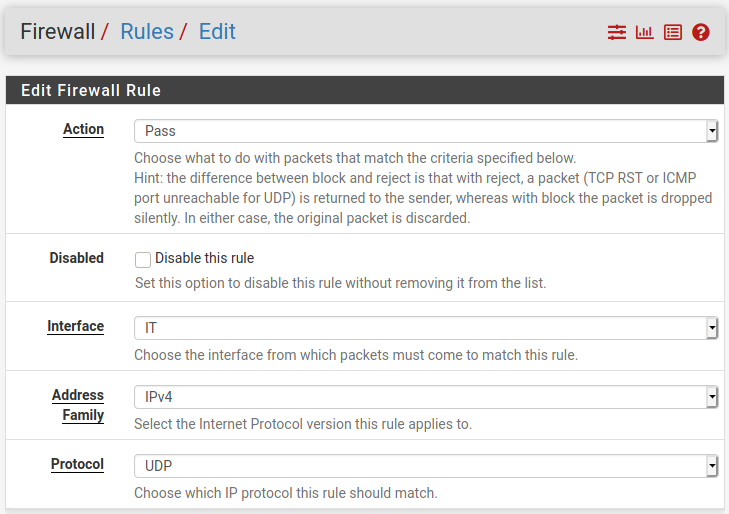 Firewall / Rules / Edit
Edit Firewall Rule
Action
Pass
Choose what to do with packets that match the criteria specified below.
Hint: the difference between block and reject is that with reject, a packet (TCP RST or ICMP
port unreachable for UDP) is returned to the sender, whereas with block the packet is dropped
silently. In either case, the original packet is discarded.
Disabled
Disable this rule
Set this option to disable this rule without removing it from the list.
Interface
IT
Choose the interface from which packets must come to match this rule.
Address
Family
IPv4
Select the Internet Protocol version this rule applies to.
Protocol
UDP
Choose which IP protocol this rule should match.